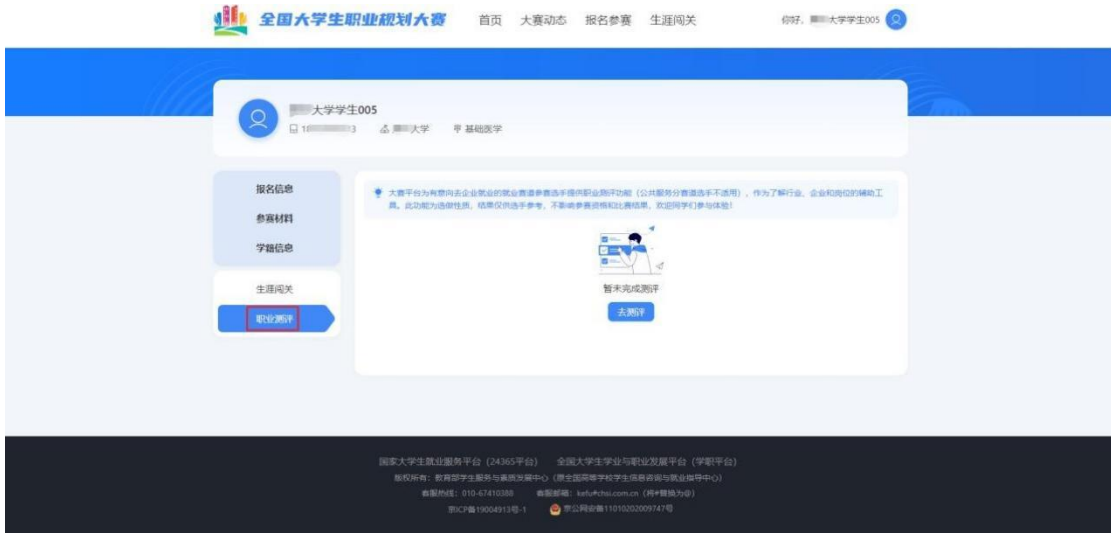 全国大学生职业规划大赛
首页 大赛动态 报名参赛 生涯闯关
你好, 大学学生005
大学学生005
大学 基础医学
报名信息
参赛材料
学籍信息
生涯闯关
职业测评
大赛平台为有意向去企业就业的就业赛道参赛选手提供职业测评功能（公共服务分赛道选手不适用），作为了解行业、企业和岗位的辅助工
具。此功能为选做性质，结果仅供选手参考，不影响参赛资格和比赛结果，欢迎同学们参与体验！
暂未完成测评
去测评
国家大学生就业服务平台（24365平台） 全国大学生学业与职业发展平台（学职平台）
版权所有：教育部学生服务与素质发展中心（原全国高等学校学生信息咨询与就业指导中心）
客服热线：010-67410388 客服邮箱：kefu#chsi.com.cn（将#替换为@）
京ICP备19004913号-1 京公网安备11010202009747号